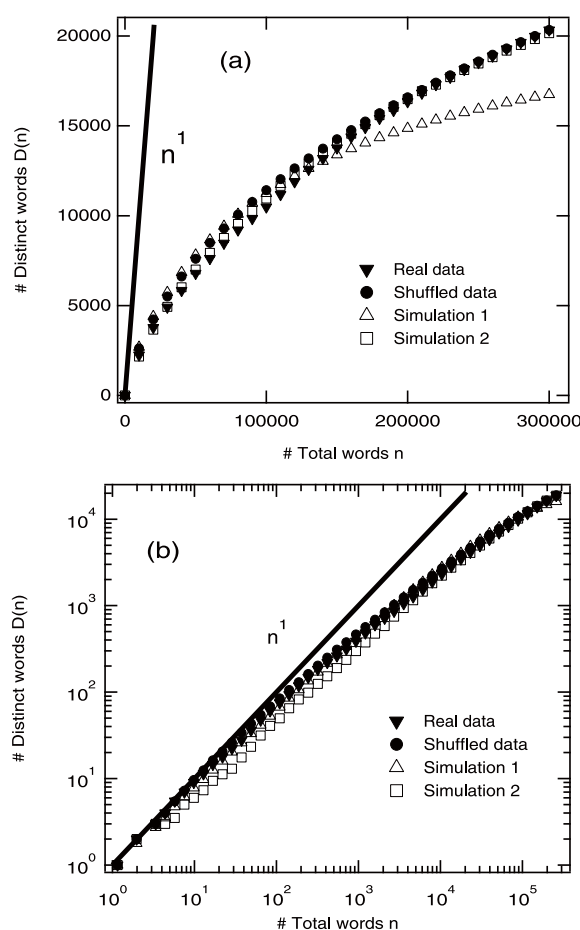 20000
(a)
15000
n1
10000
5000
0
# Distinct words D(n)
Real data
Shuffled data
Simulation 1
Simulation 2
0
100000
200000
300000
# Total words n
10^4
(b)
10^3
n1
10^2
10^1
10^0
# Distinct words D(n)
Real data
Shuffled data
Simulation 1
Simulation 2
10^0
10^1
10^2
10^3
10^4
10^5
# Total words n